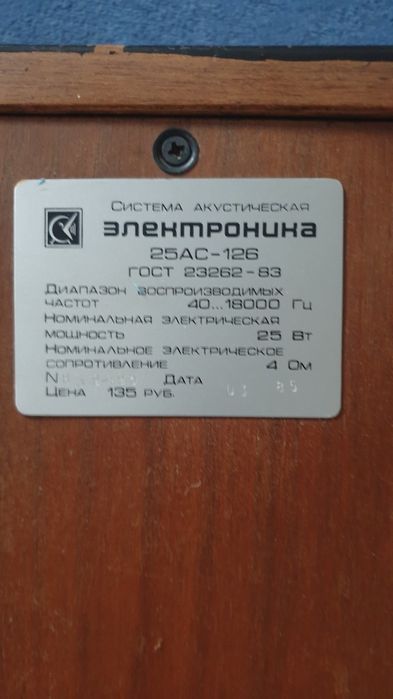 Система акустическая
Электроника
25АС-126
ГОСТ 23262-83
Диапазон воспроизводимых
частот 40...18000 Гц
Номинальная электрическая
мощность 25 Вт
Номинальное электрическое
сопротивление 4 Ом
N Дата
Цена 135 руб. 85